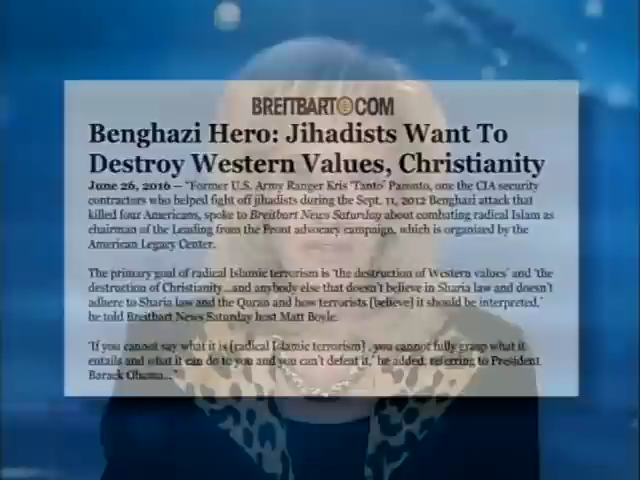 BREITBART COM
Benghazi Hero: Jihadists Want To
Destroy Western Values, Christianity
June 26, 2016 — "Former U.S. Army Ranger Kris "Tanto" Paronto, one the CIA security
contractors who helped fight off jihadists during the Sept. 11, 2012 Benghazi attack that
killed four Americans, spoke to Breitbart News Saturday about combating radical Islam as
chairman of the Leading from the Front advocacy campaign, which is organized by the
American Legacy Center.
The primary goal of radical Islamic terrorism is 'the destruction of Western values' and 'the
destruction of Christianity...and anybody else that doesn't believe in Sharia law and doesn't
adhere to Sharia law and the Quran and how terrorists [believe] it should be interpreted,'
he told Breitbart News Saturday host Matt Boyle.
'If you cannot say what it is [radical Islamic terrorism], you cannot fully grasp what it
entails and what it can do to you and you can't defeat it,' he added, referring to President
Barack Obama..."